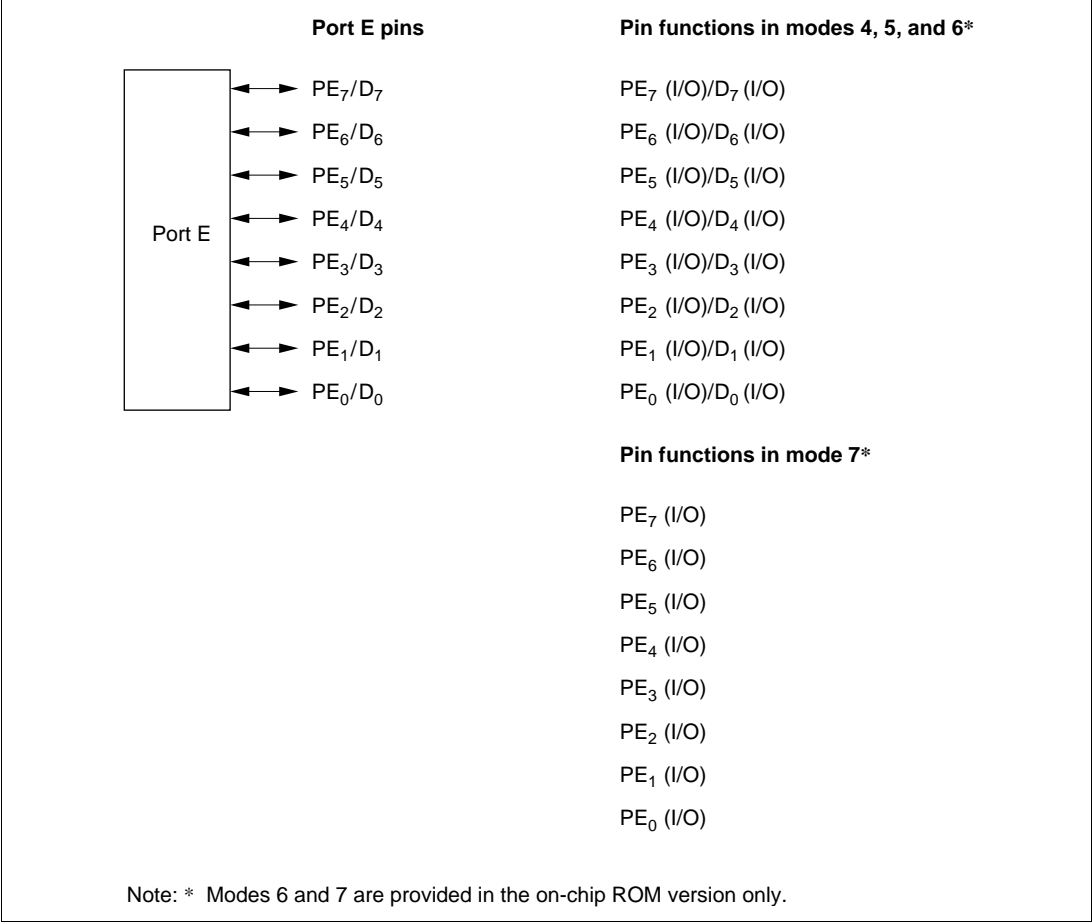 Port E pins
Pin functions in modes 4, 5, and 6*
Port E
PE7/D7
PE7 (I/O)/D7 (I/O)
PE6/D6
PE6 (I/O)/D6 (I/O)
PE5/D5
PE5 (I/O)/D5 (I/O)
PE4/D4
PE4 (I/O)/D4 (I/O)
PE3/D3
PE3 (I/O)/D3 (I/O)
PE2/D2
PE2 (I/O)/D2 (I/O)
PE1/D1
PE1 (I/O)/D1 (I/O)
PE0/D0
PE0 (I/O)/D0 (I/O)
Pin functions in mode 7*
PE7 (I/O)
PE6 (I/O)
PE5 (I/O)
PE4 (I/O)
PE3 (I/O)
PE2 (I/O)
PE1 (I/O)
PE0 (I/O)
Note: * Modes 6 and 7 are provided in the on-chip ROM version only.